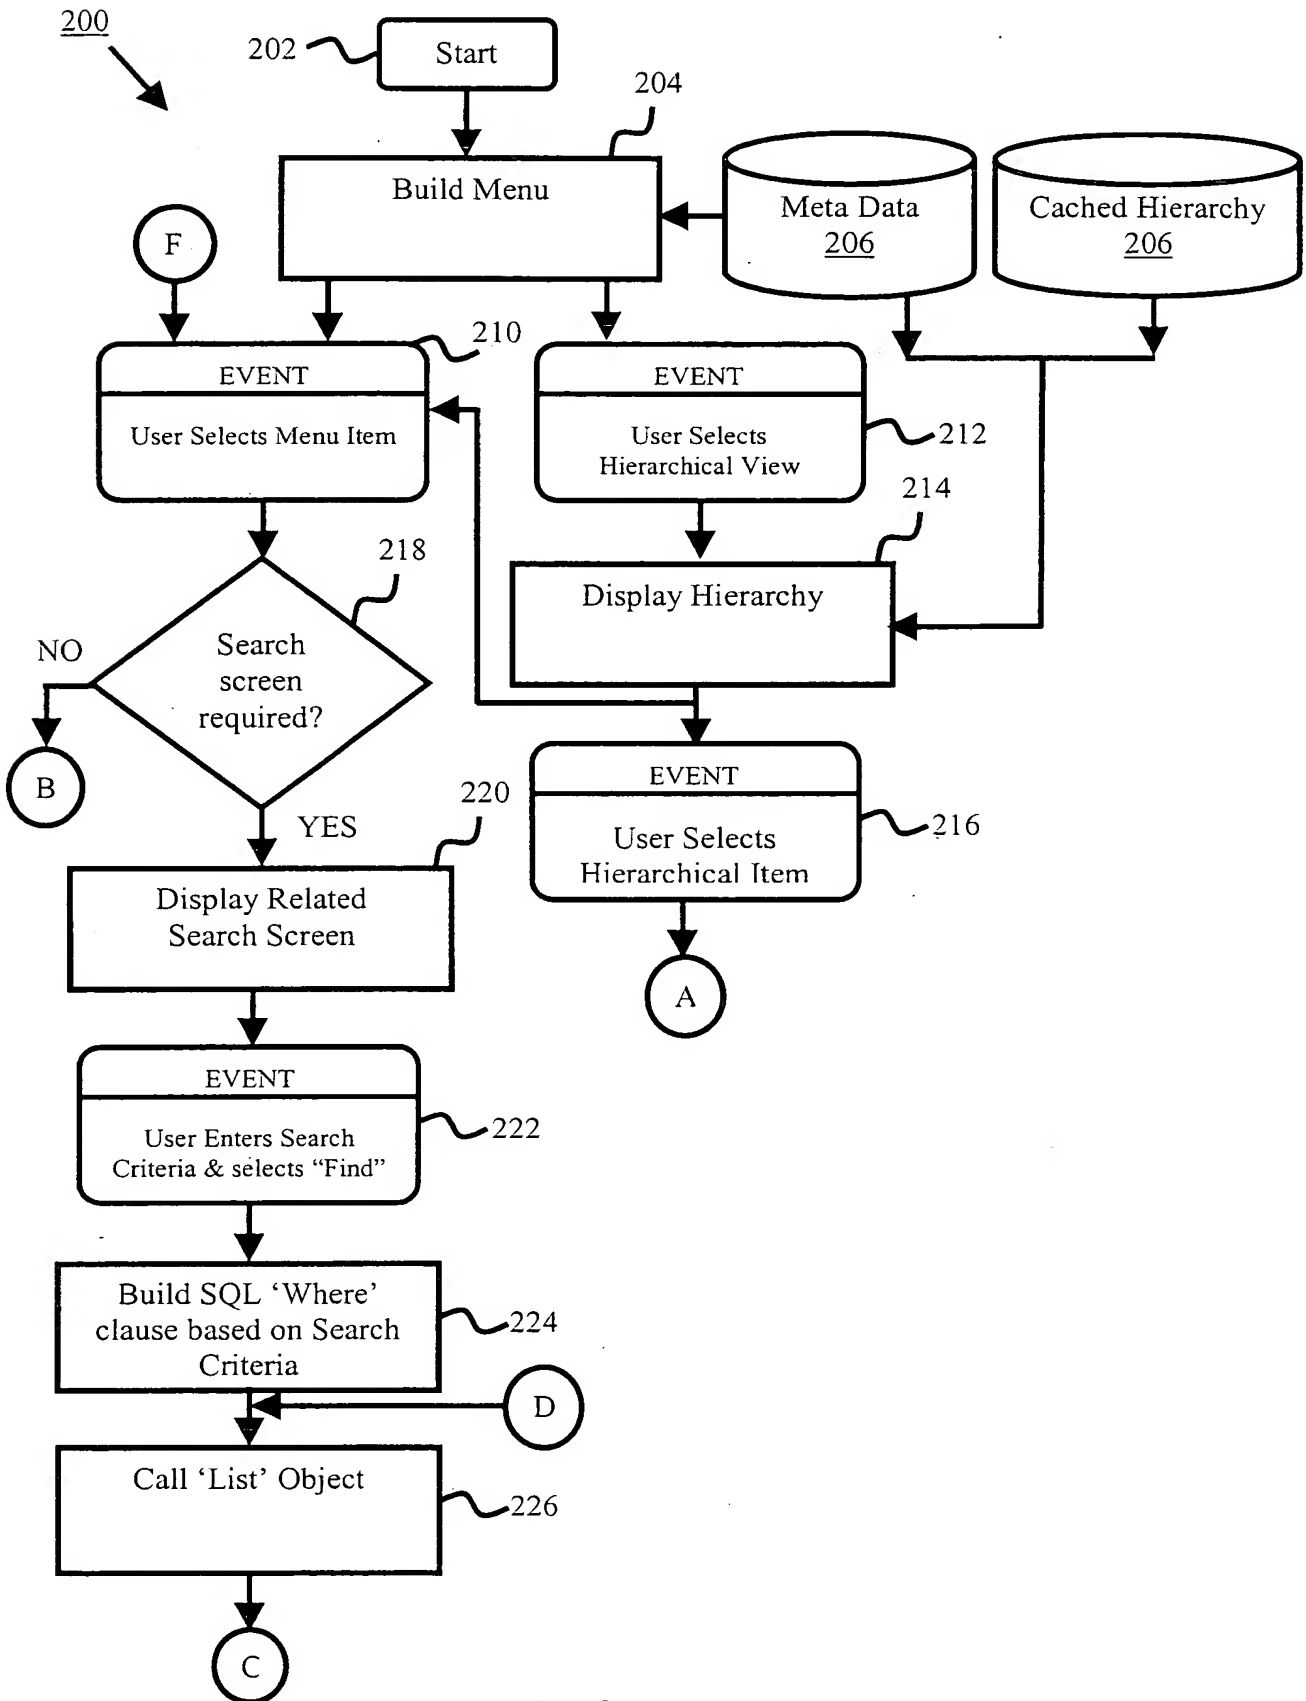 200
202
Start
204
Build Menu
Meta Data
206
Cached Hierarchy
206
F
210
EVENT
User Selects Menu Item
EVENT
User Selects
Hierarchical View
212
214
Display Hierarchy
218
Search
screen
required?
NO
B
YES
EVENT
User Selects
Hierarchical Item
216
A
220
Display Related
Search Screen
EVENT
User Enters Search
Criteria & selects “Find”
222
Build SQL ‘Where’
clause based on Search
Criteria
224
D
Call ‘List’ Object
226
C